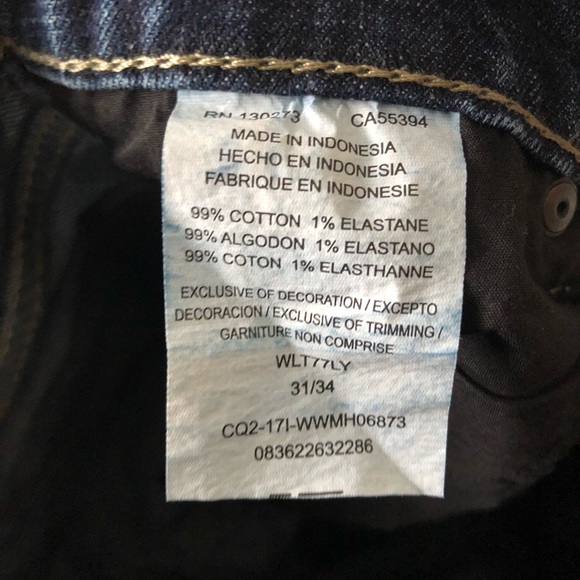 RN 130273 CA55394
MADE IN INDONESIA
HECHO EN INDONESIA
FABRIQUE EN INDONESIE
99% COTTON 1% ELASTANE
99% ALGODON 1% ELASTANO
99% COTON 1% ELASTHANNE
EXCLUSIVE OF DECORATION / EXCEPTO
DECORACION / EXCLUSIVE OF TRIMMING /
GARNITURE NON COMPRISE
WLT77LY
31/34
CQ2-17I-WWMH06873
083622632286